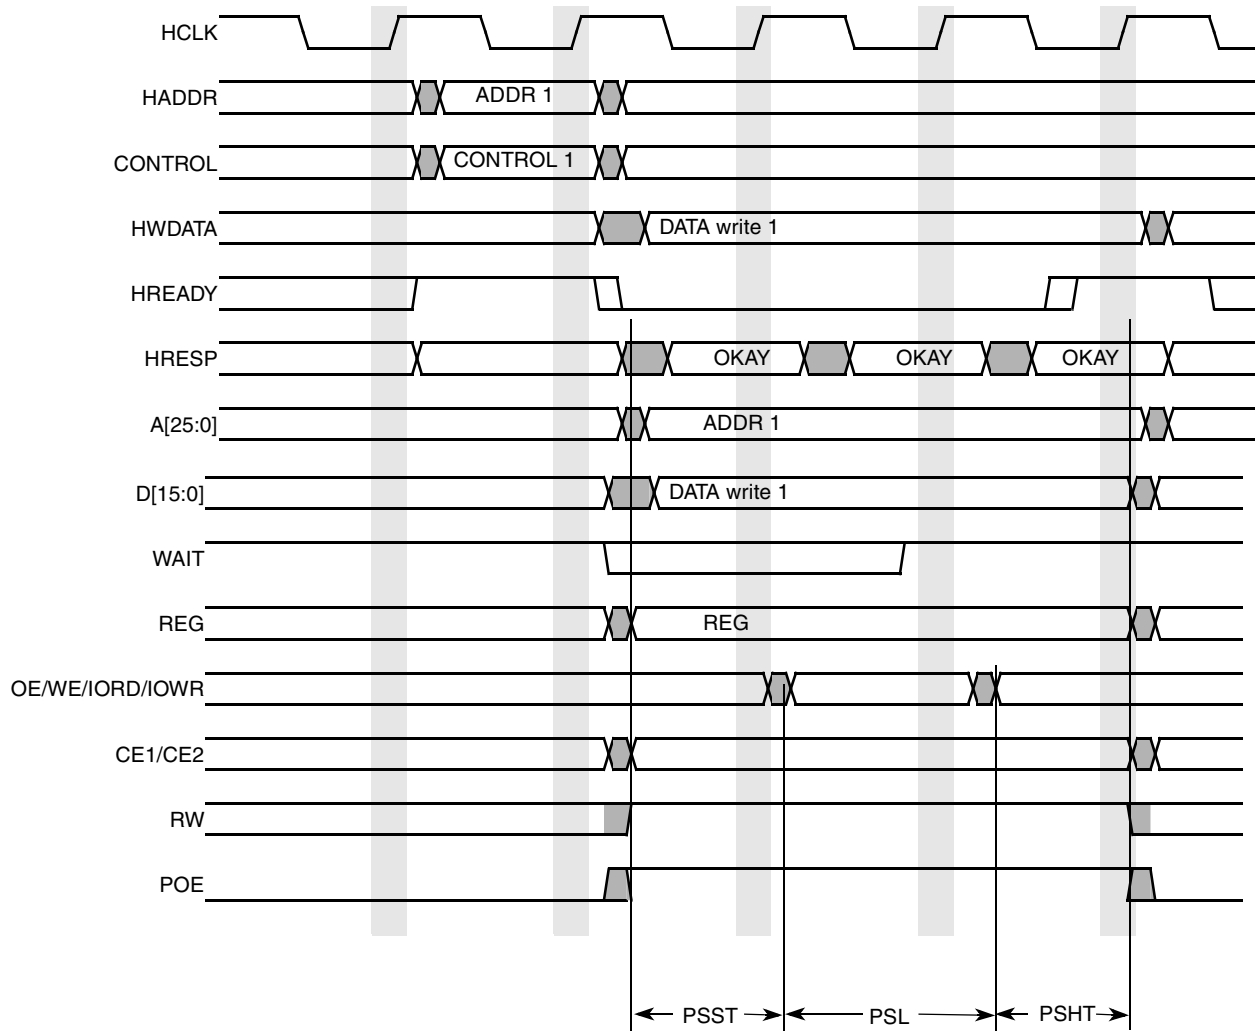 HCLK
HADDR ADDR 1
CONTROL CONTROL 1
HWDATA DATA write 1
HREADY
HRESP OKAY OKAY OKAY
A[25:0] ADDR 1
D[15:0] DATA write 1
WAIT
REG REG
OE/WE/IORD/IOWR
CE1/CE2
RW
POE
PSST PSL PSHT